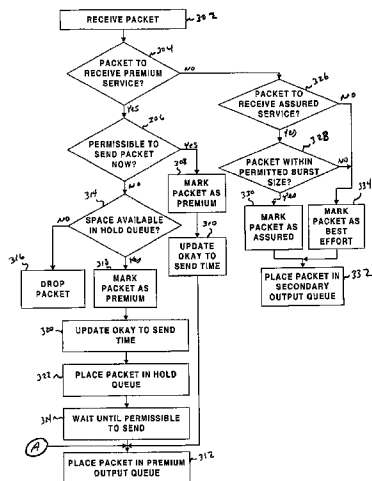 RECEIVE PACKET
302
304
PACKET TO
RECEIVE PREMIUM
SERVICE?
NO
YES
326
PACKET TO
RECEIVE ASSURED
SERVICE?
NO
YES
306
PERMISSIBLE TO
SEND PACKET
NOW?
YES
NO
328
PACKET WITHIN
PERMITTED BURST
SIZE?
NO
YES
308
MARK
PACKET AS
PREMIUM
314
SPACE AVAILABLE
IN HOLD QUEUE?
NO
YES
330
MARK
PACKET AS
ASSURED
334
MARK
PACKET AS
BEST
EFFORT
310
UPDATE
OKAY TO
SEND TIME
316
DROP
PACKET
MARK
PACKET AS
PREMIUM
PLACE PACKET IN
SECONDARY
OUTPUT QUEUE
332
320
UPDATE OKAY TO SEND
TIME
322
PLACE PACKET IN HOLD
QUEUE
WAIT UNTIL PERMISSIBLE
TO SEND
A
PLACE PACKET IN PREMIUM
OUTPUT QUEUE
312